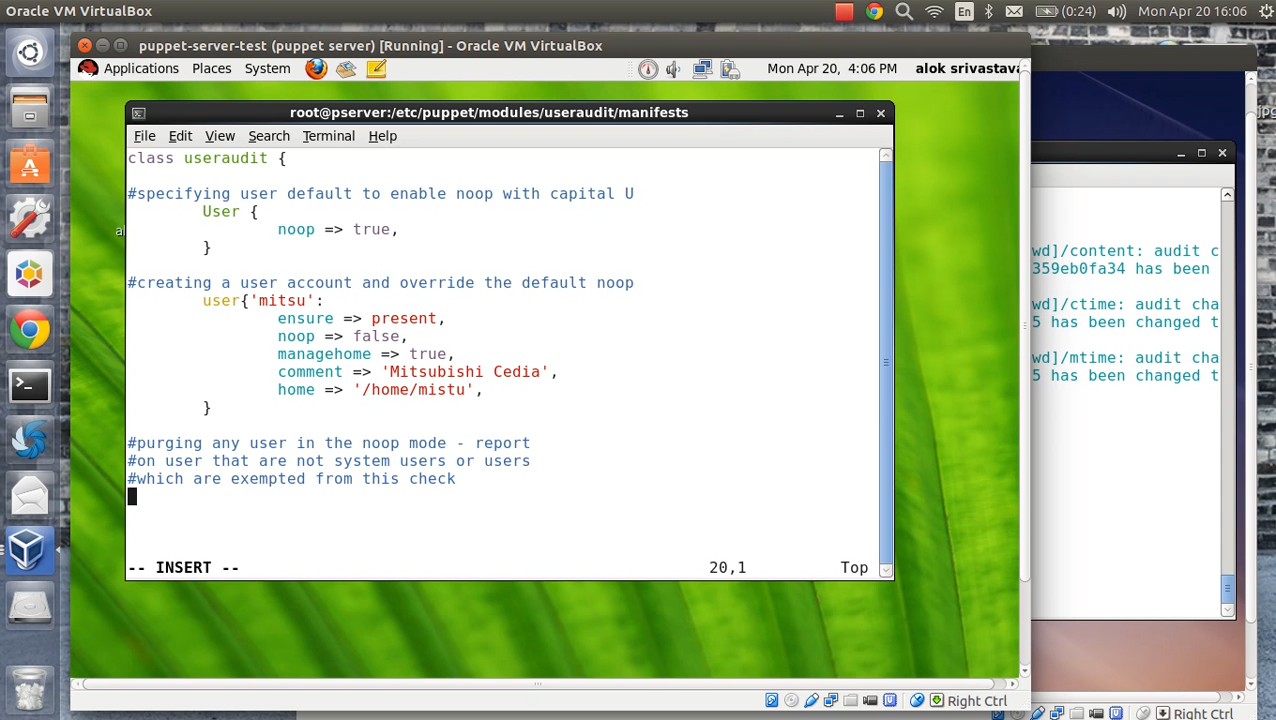 Oracle VM VirtualBox
En
(0:24)
Mon Apr 20 16:06
puppet-server-test (puppet server) [Running] - Oracle VM VirtualBox
Applications Places System
Mon Apr 20, 4:06 PM
alok srivastava
root@pserver:/etc/puppet/modules/useraudit/manifests
File Edit View Search Terminal Help
class useraudit {
#specifying user default to enable noop with capital U
User {
noop => true,
}
#creating a user account and override the default noop
user{'mitsu':
ensure => present,
noop => false,
managehome => true,
comment => 'Mitsubishi Cedia',
home => '/home/mistu',
}
#purging any user in the noop mode - report
#on user that are not system users or users
#which are exempted from this check
-- INSERT --
20,1
Top
wd]/content: audit c
359eb0fa34 has been
wd]/ctime: audit cha
5 has been changed t
wd]/mtime: audit cha
5 has been changed t
Right Ctrl
Right Ctrl